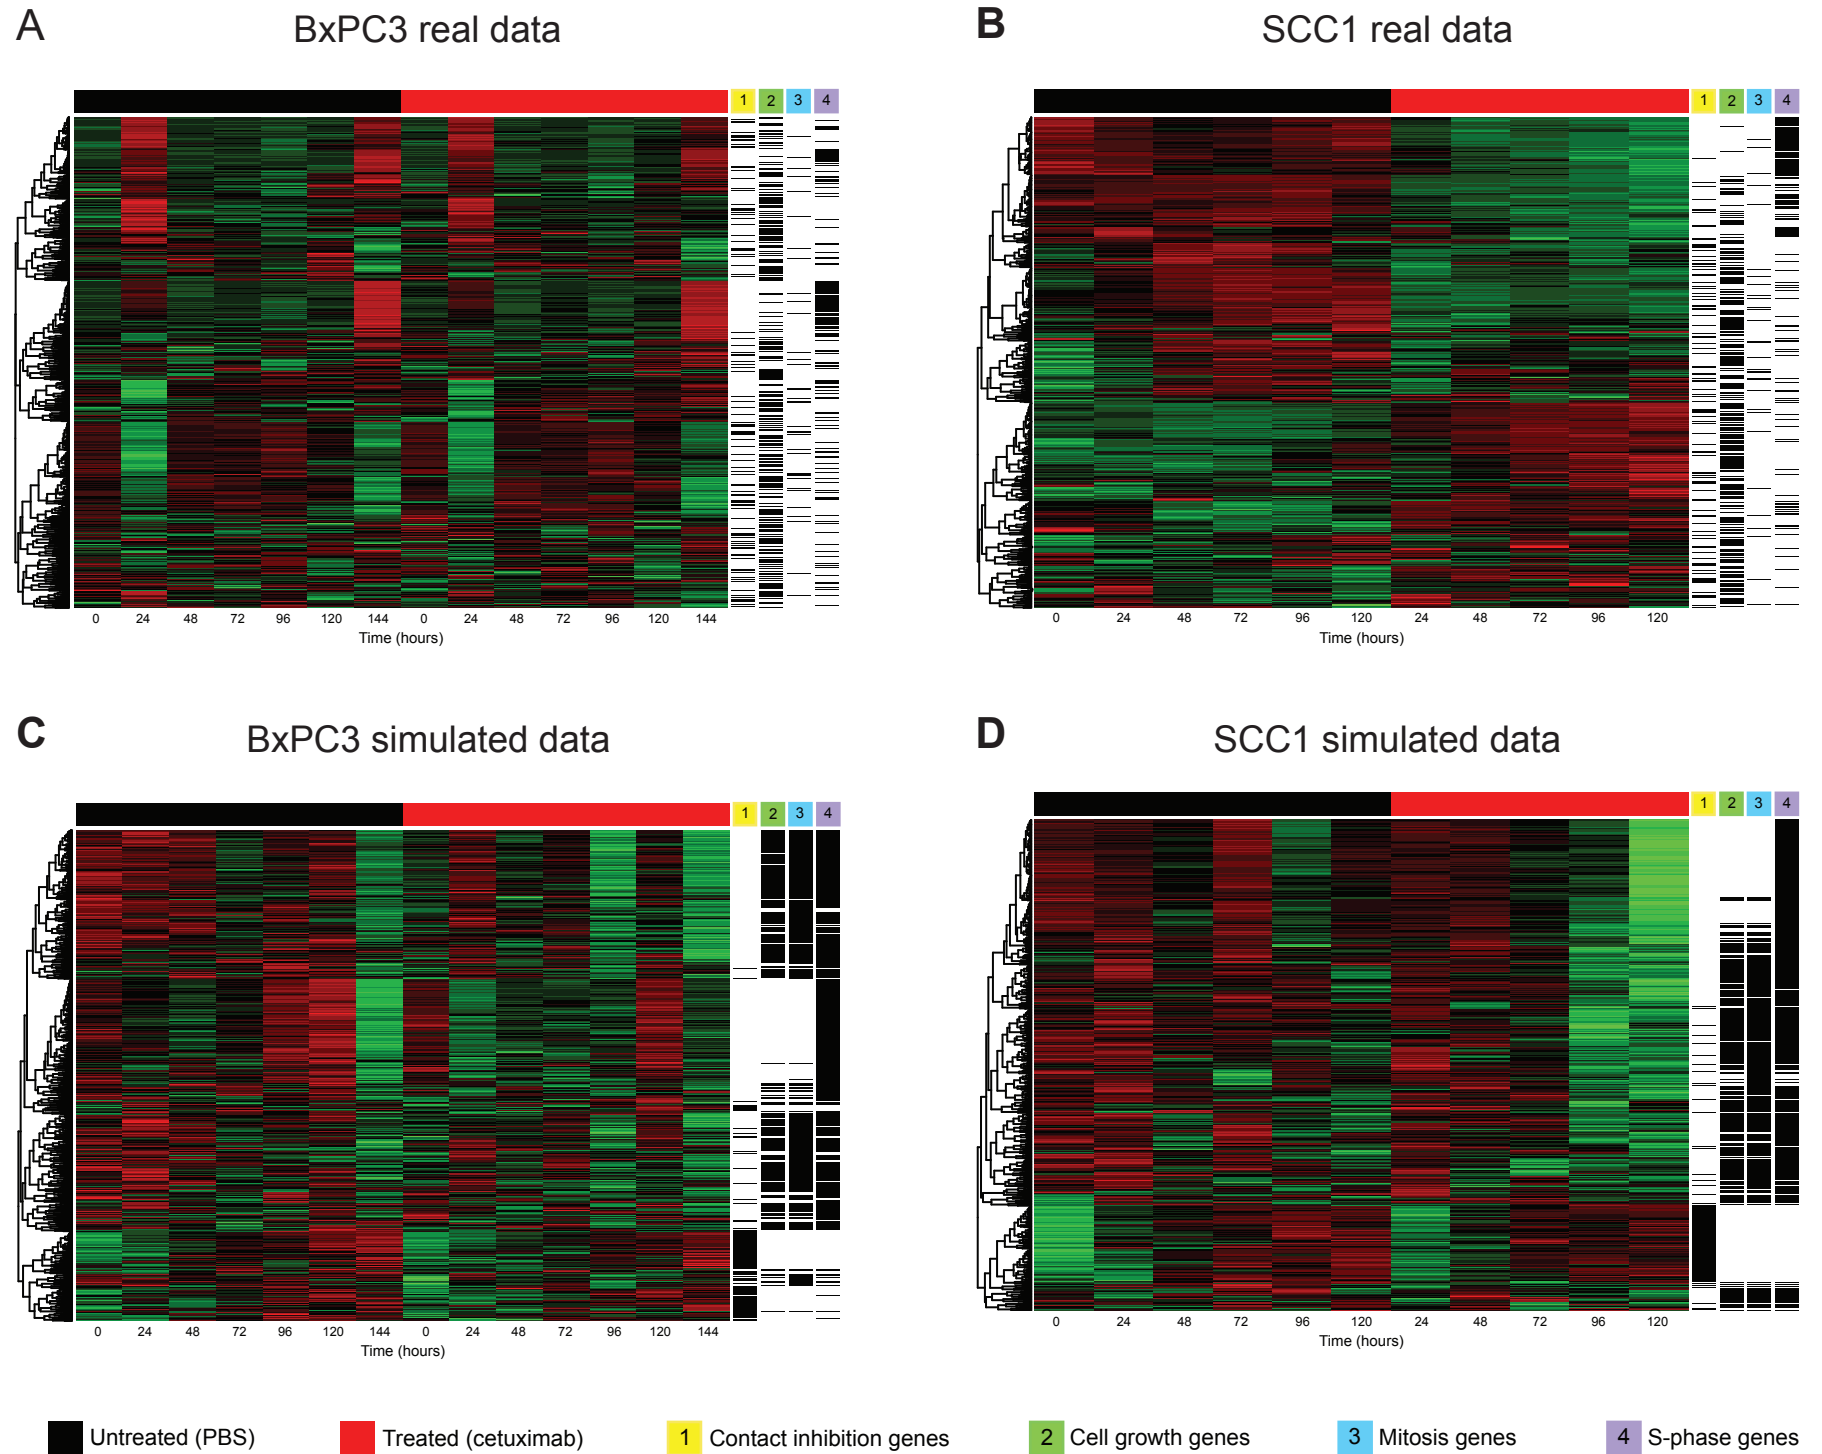 A BxPC3 real data
B SCC1 real data
1 2 3 4
1 2 3 4
0 24 48 72 96 120 144 0 24 48 72 96 120 144
Time (hours)
0 24 48 72 96 120 24 48 72 96 120
Time (hours)
C BxPC3 simulated data
D SCC1 simulated data
1 2 3 4
1 2 3 4
0 24 48 72 96 120 144 0 24 48 72 96 120 144
Time (hours)
0 24 48 72 96 120 24 48 72 96 120
Time (hours)
Untreated (PBS) Treated (cetuximab) 1 Contact inhibition genes 2 Cell growth genes 3 Mitosis genes 4 S-phase genes